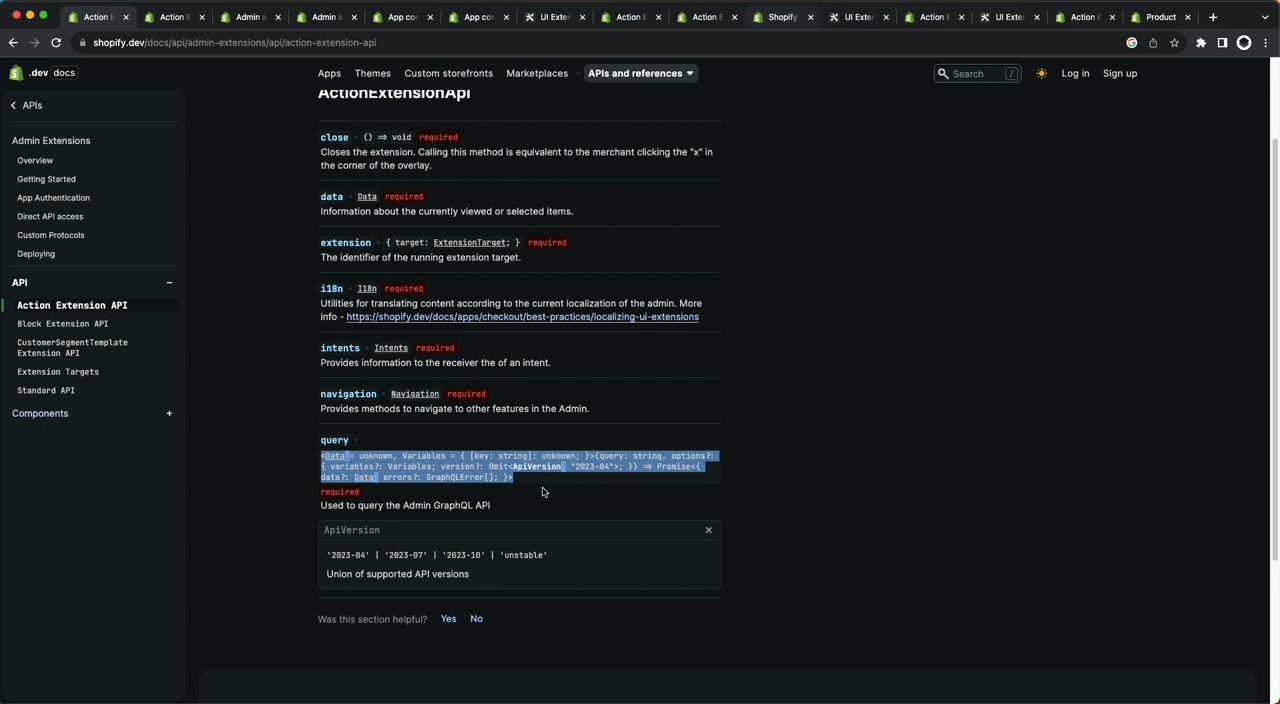 Action E
Action E
Admin a
Admin a
App co
App co
UI Exten
Action E
Action E
Shopify
UI Exter
Action E
UI Exter
Action E
Product
shopify.dev/docs/api/admin-extensions/api/action-extension-api
.dev docs
Apps Themes Custom storefronts Marketplaces APIs and references
Search /
Log in Sign up
APIs
Admin Extensions
Overview
Getting Started
App Authentication
Direct API access
Custom Protocols
Deploying
API
Action Extension API
Block Extension API
CustomerSegmentTemplate
Extension API
Extension Targets
Standard API
Components +
ActionExtensionApi
close • () => void required
Closes the extension. Calling this method is equivalent to the merchant clicking the "x" in
the corner of the overlay.
data • Data required
Information about the currently viewed or selected items.
extension • { target: ExtensionTarget; } required
The identifier of the running extension target.
i18n • I18n required
Utilities for translating content according to the current localization of the admin. More
info - https://shopify.dev/docs/apps/checkout/best-practices/localizing-ui-extensions
intents • Intents required
Provides information to the receiver the of an intent.
navigation • Navigation required
Provides methods to navigate to other features in the Admin.
query •
<Data = unknown, Variables = { [key: string]: unknown; }>(query: string, options?:
{ variables?: Variables; version?: Omit<ApiVersion, "2023-04">; }) => Promise<{
data?: Data; errors?: GraphQLError[]; }>
required
Used to query the Admin GraphQL API
ApiVersion
'2023-04' | '2023-07' | '2023-10' | 'unstable'
Union of supported API versions
Was this section helpful? Yes No